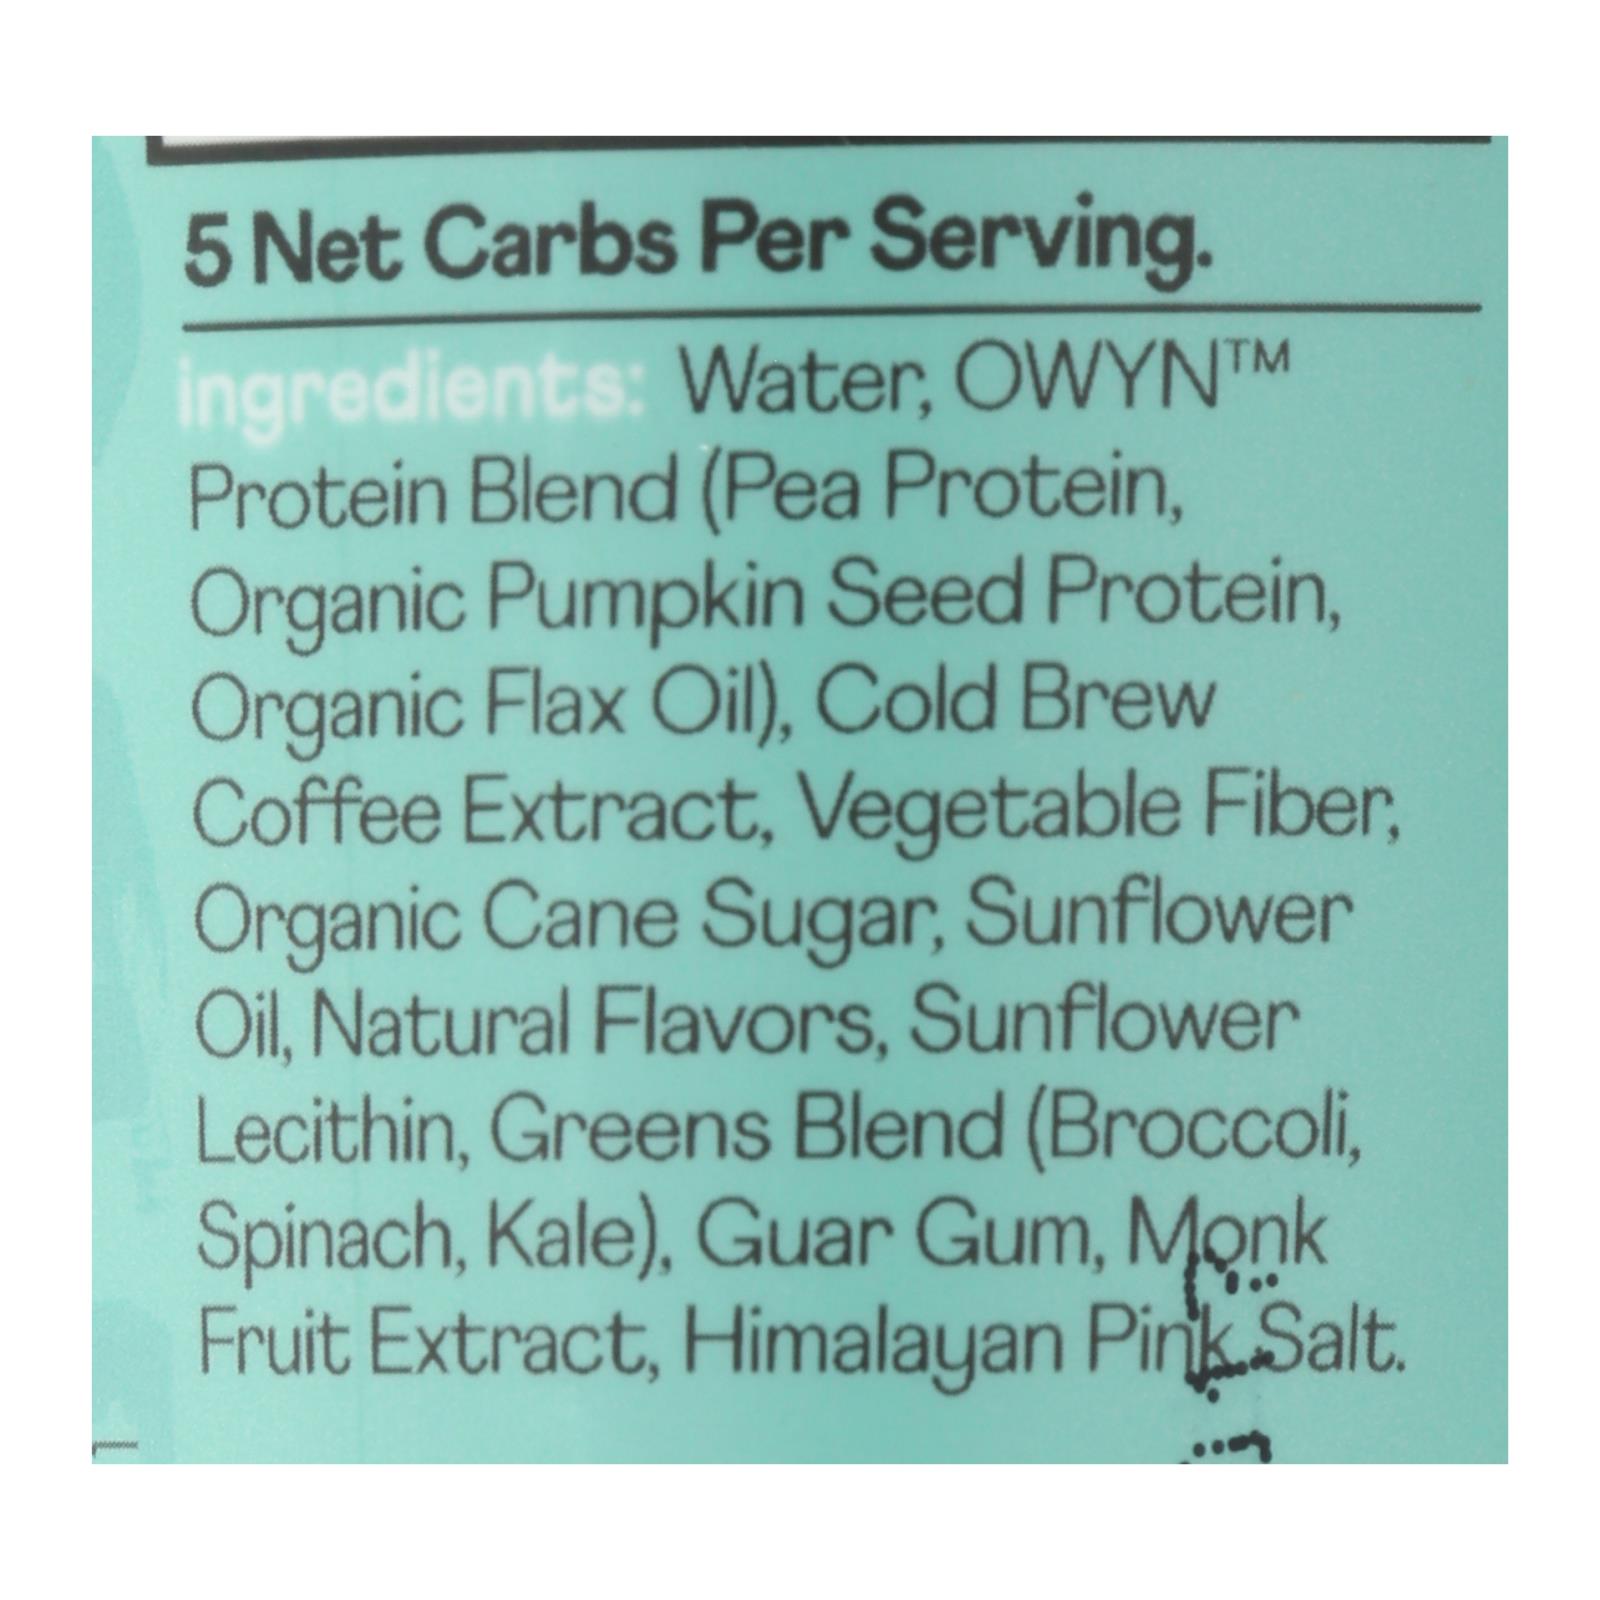 5 Net Carbs Per Serving.
ingredients: Water, OWYN™
Protein Blend (Pea Protein,
Organic Pumpkin Seed Protein,
Organic Flax Oil), Cold Brew
Coffee Extract, Vegetable Fiber,
Organic Cane Sugar, Sunflower
Oil, Natural Flavors, Sunflower
Lecithin, Greens Blend (Broccoli,
Spinach, Kale), Guar Gum, Monk
Fruit Extract, Himalayan Pink Salt.